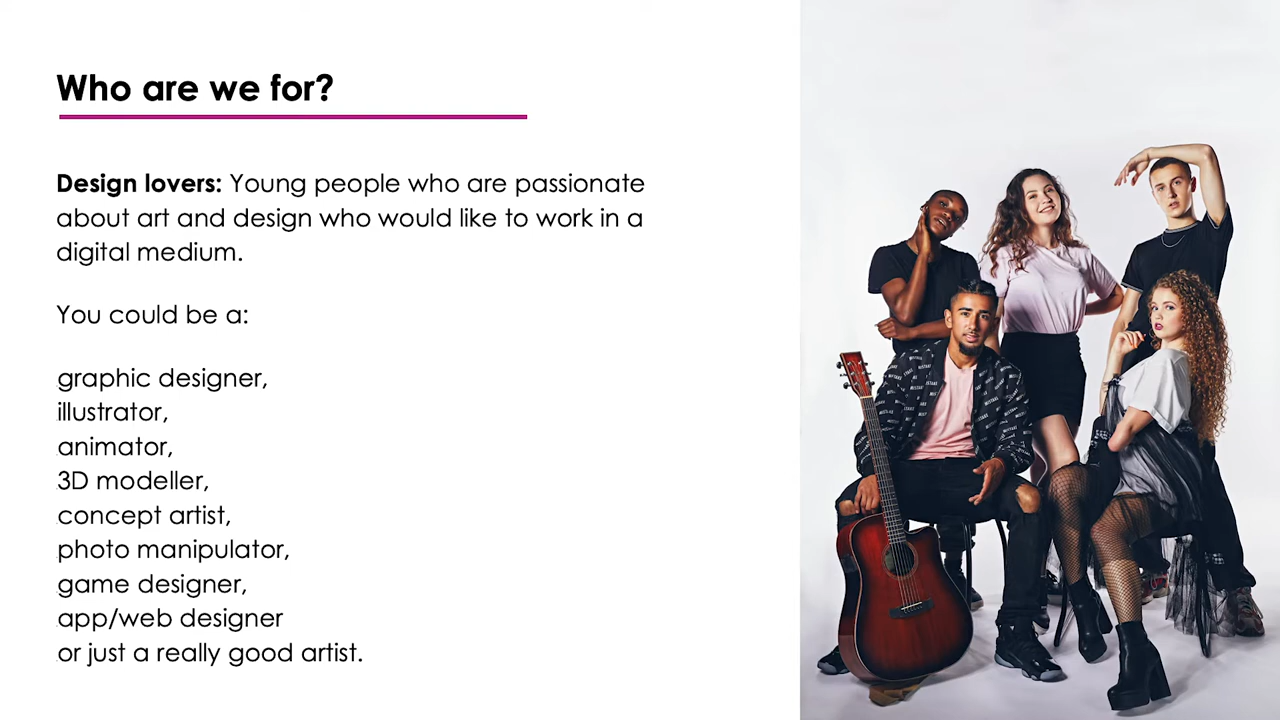 Who are we for?
Design lovers: Young people who are passionate
about art and design who would like to work in a
digital medium.
You could be a:
graphic designer,
illustrator,
animator,
3D modeller,
concept artist,
photo manipulator,
game designer,
app/web designer
or just a really good artist.